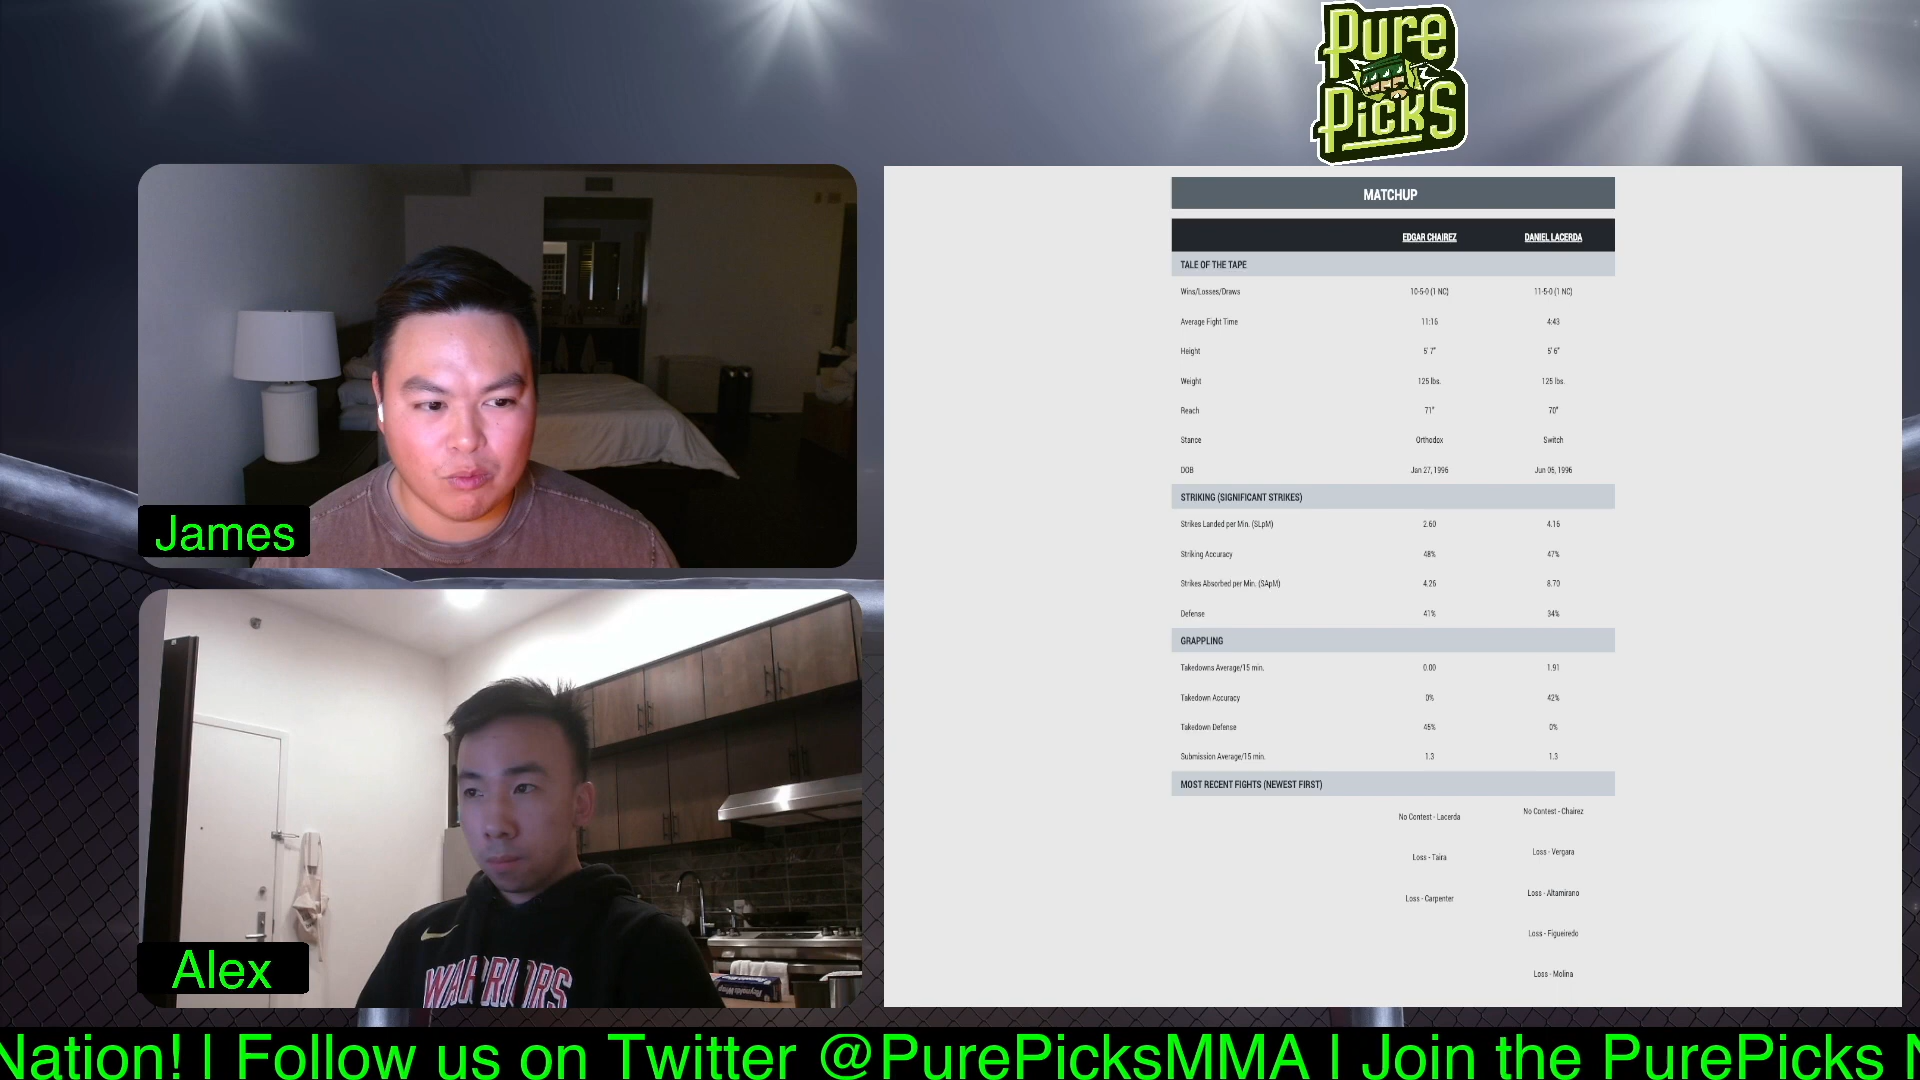 Pure
Picks
MATCHUP
EDGAR CHAIREZ DANIEL LACERDA
TALE OF THE TAPE
Wins/Losses/Draws 10-5-0 (1 NC) 11-5-0 (1 NC)
Average Fight Time 11:16 4:43
Height 5' 7" 5' 6"
Weight 125 lbs. 125 lbs.
Reach 71" 70"
Stance Orthodox Switch
DOB Jan 27, 1996 Jun 05, 1996
STRIKING (SIGNIFICANT STRIKES)
Strikes Landed per Min. (SLpM) 2.60 4.16
Striking Accuracy 48% 47%
Strikes Absorbed per Min. (SApM) 4.26 8.70
Defense 41% 34%
GRAPPLING
Takedowns Average/15 min. 0.00 1.91
Takedown Accuracy 0% 42%
Takedown Defense 45% 0%
Submission Average/15 min. 1.3 1.3
MOST RECENT FIGHTS (NEWEST FIRST)
No Contest - Lacerda No Contest - Chairez
Loss - Taira Loss - Vergara
Loss - Carpenter Loss - Altamirano
Loss - Figueiredo
Loss - Molina
James
Alex
WARRIORS
Reynolds Wrap
Nation! | Follow us on Twitter @PurePicksMMA | Join the PurePicks N